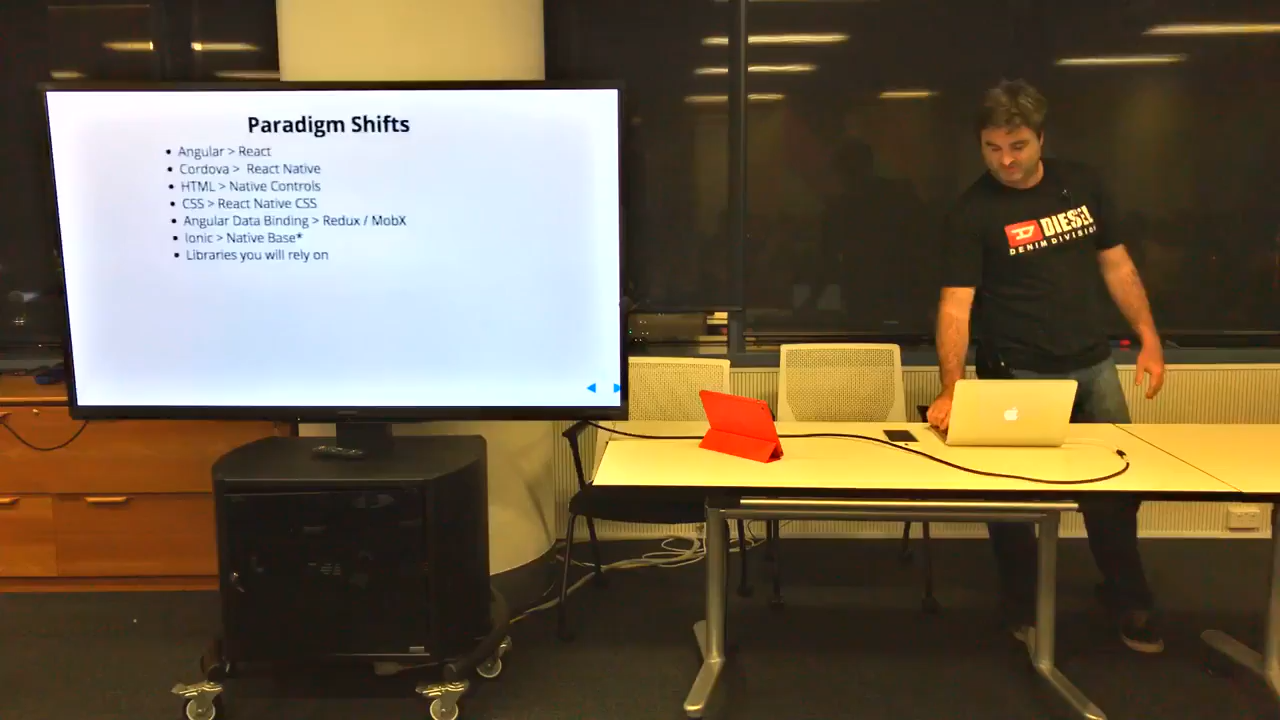 Paradigm Shifts
• Angular > React
• Cordova > React Native
• HTML > Native Controls
• CSS > React Native CSS
• Angular Data Binding > Redux / MobX
• Ionic > Native Base*
• Libraries you will rely on
DIESEL
DENIM DIVISION